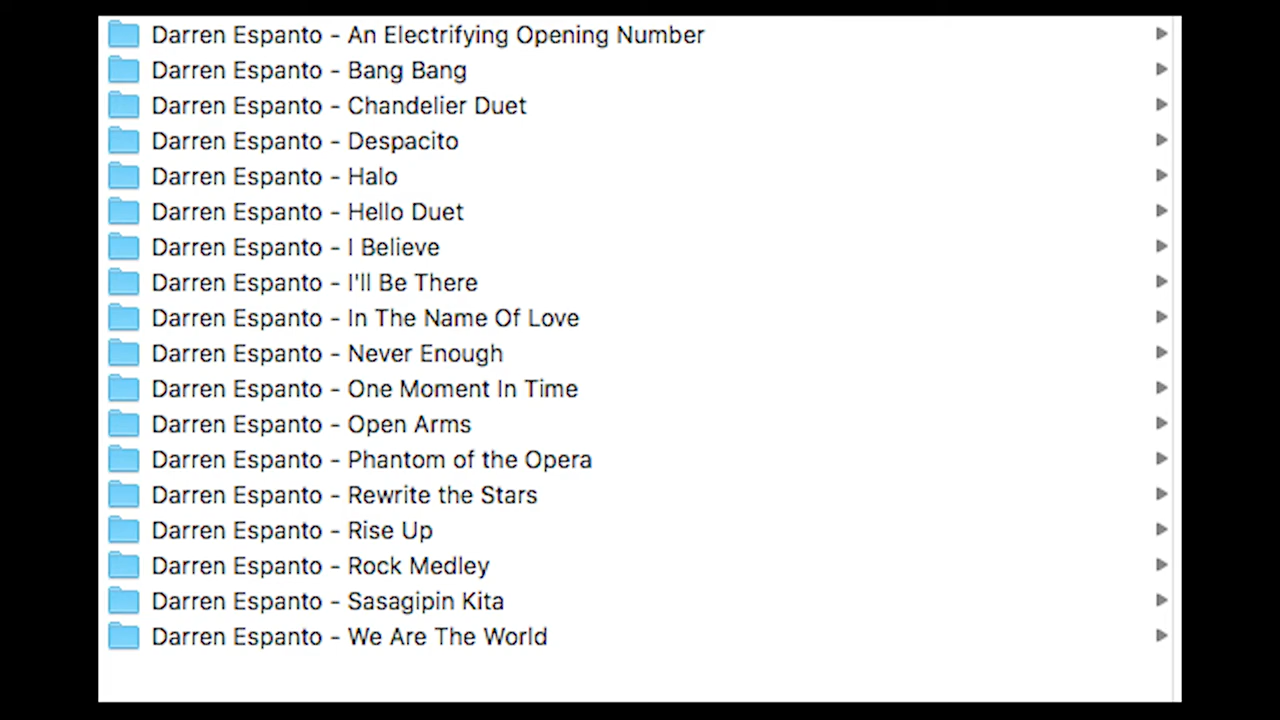 Darren Espanto - An Electrifying Opening Number
Darren Espanto - Bang Bang
Darren Espanto - Chandelier Duet
Darren Espanto - Despacito
Darren Espanto - Halo
Darren Espanto - Hello Duet
Darren Espanto - I Believe
Darren Espanto - I'll Be There
Darren Espanto - In The Name Of Love
Darren Espanto - Never Enough
Darren Espanto - One Moment In Time
Darren Espanto - Open Arms
Darren Espanto - Phantom of the Opera
Darren Espanto - Rewrite the Stars
Darren Espanto - Rise Up
Darren Espanto - Rock Medley
Darren Espanto - Sasagipin Kita
Darren Espanto - We Are The World